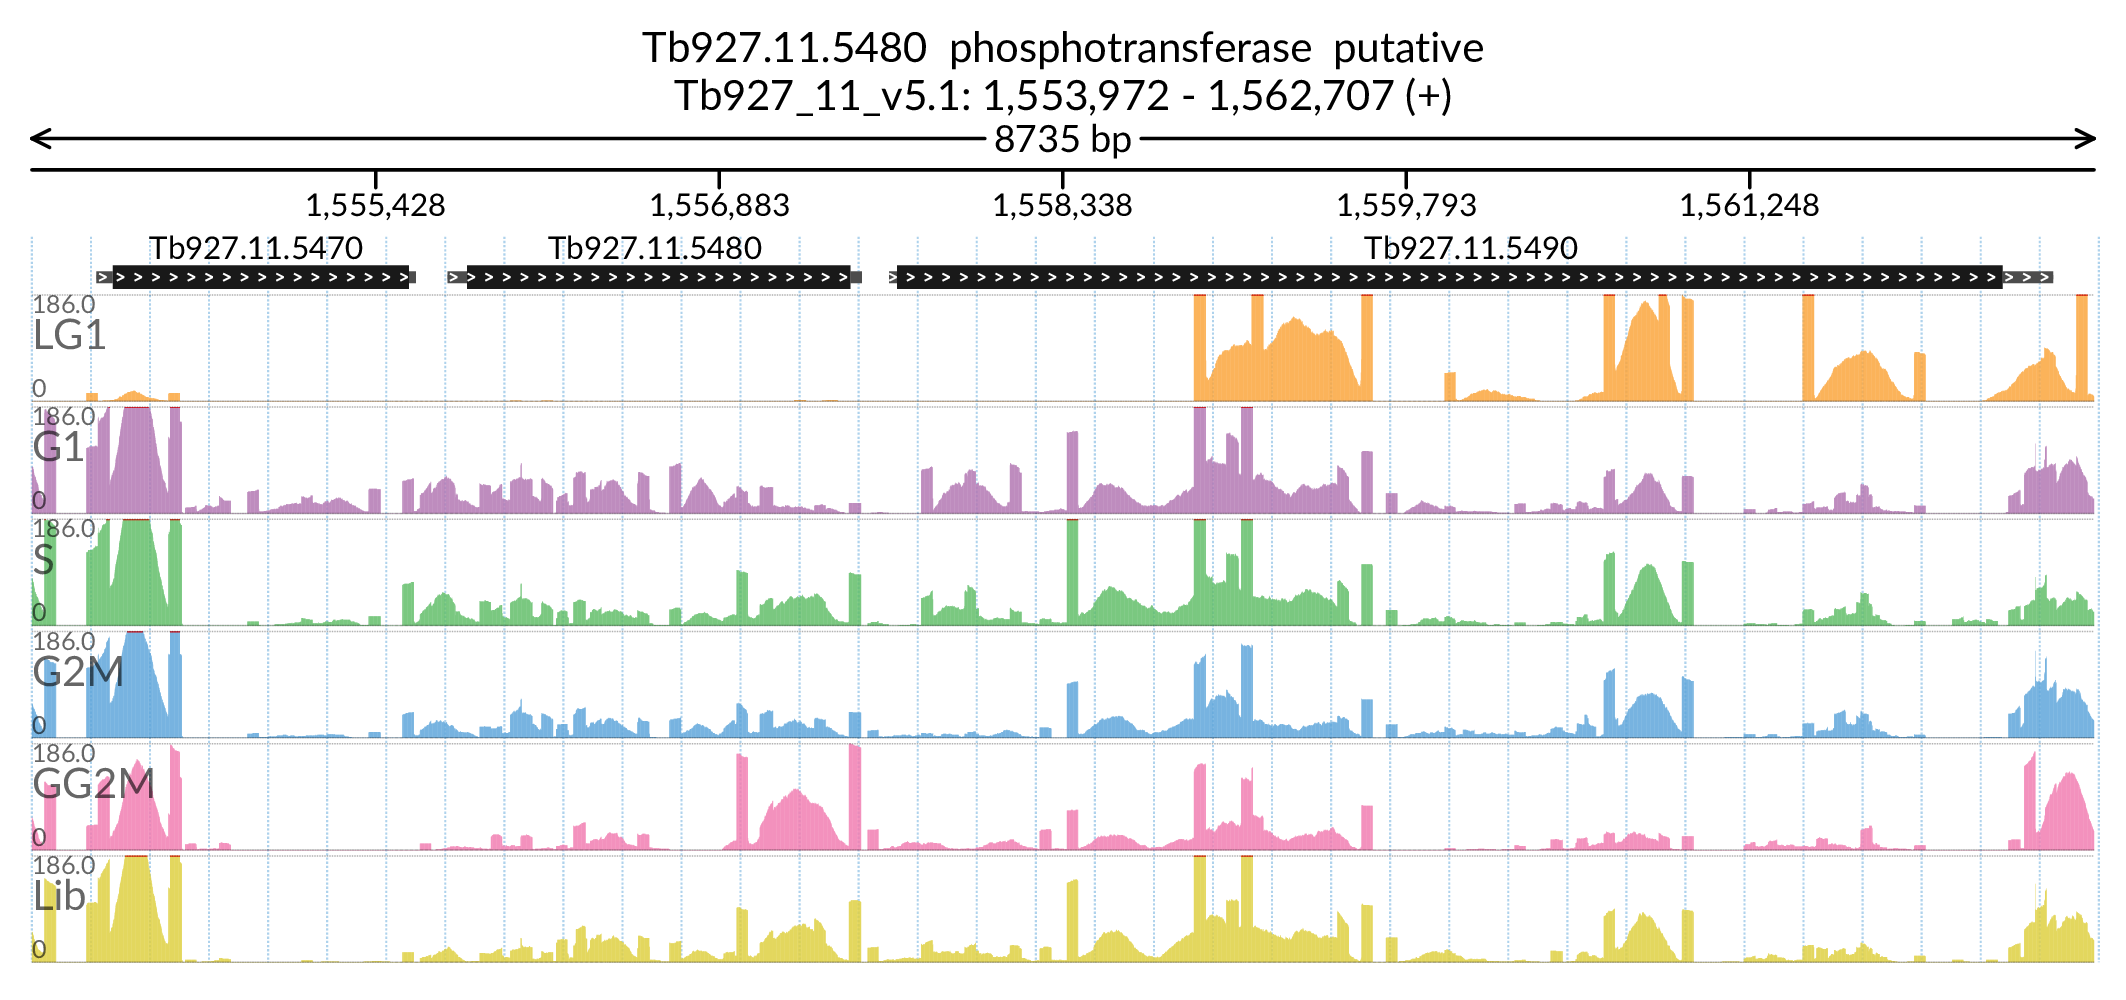 Tb927.11.5480 phosphotransferase putative
Tb927_11_v5.1: 1,553,972 - 1,562,707 (+)
8735 bp
1,555,428 1,556,883 1,558,338 1,559,793 1,561,248
Tb927.11.5470 Tb927.11.5480 Tb927.11.5490
186.0
LG1
0
186.0
G1
0
186.0
S
0
186.0
G2M
0
186.0
GG2M
0
186.0
Lib
0